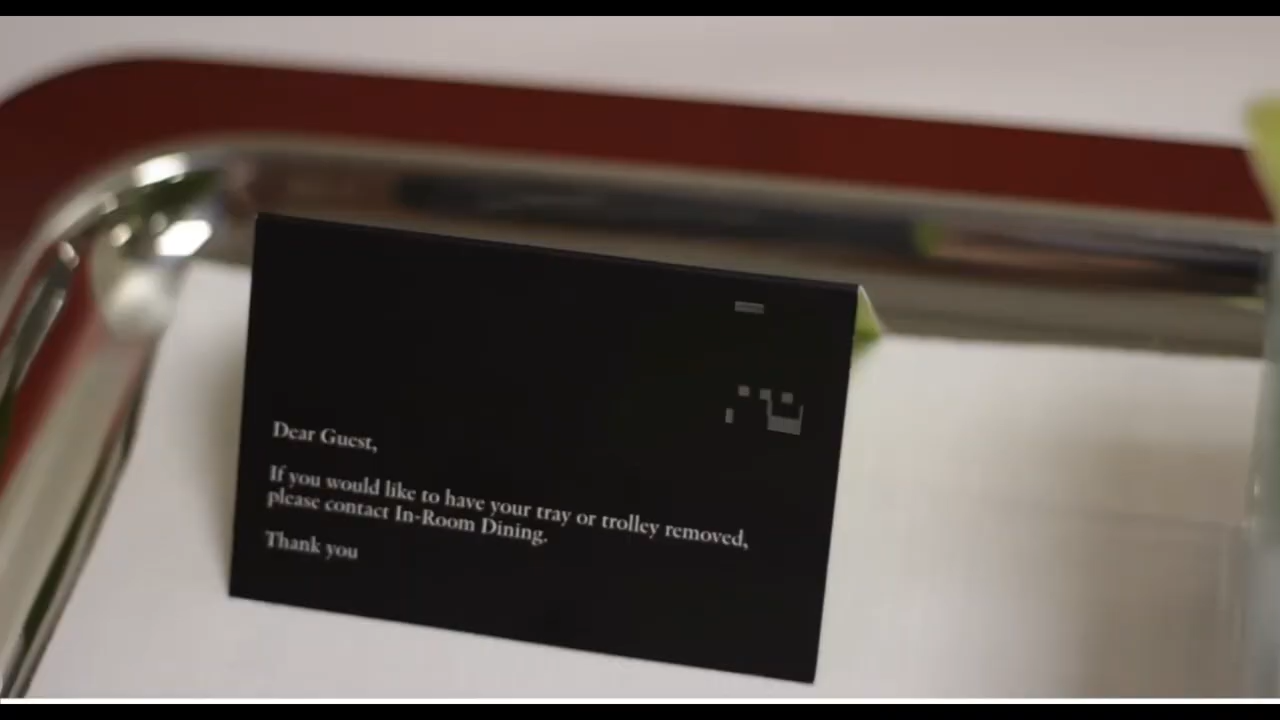 Dear Guest,
If you would like to have your tray or trolley removed,
please contact In-Room Dining.
Thank you